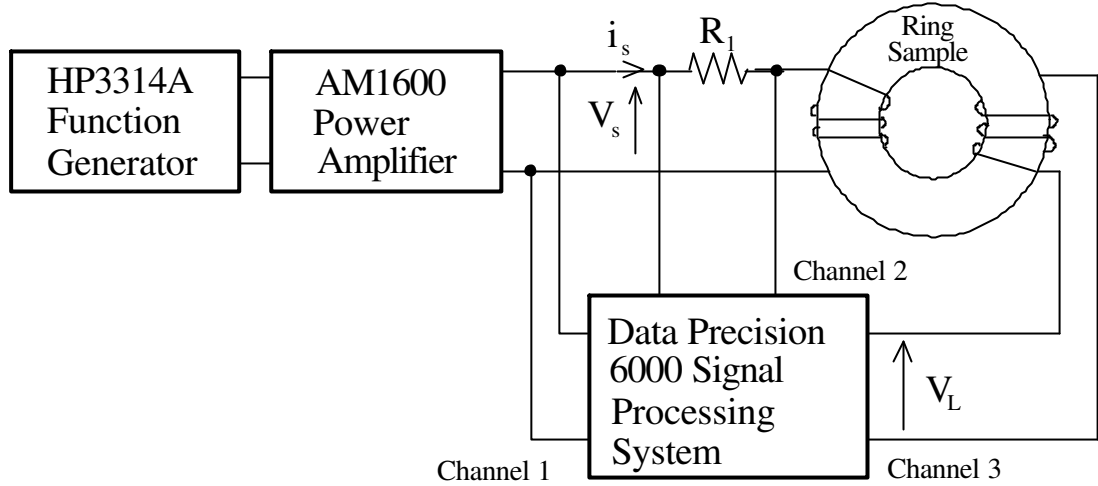 HP3314A
Function
Generator
AM1600
Power
Amplifier
i_s
V_s
R_1
Ring
Sample
Channel 2
Data Precision
6000 Signal
Processing
System
V_L
Channel 1
Channel 3